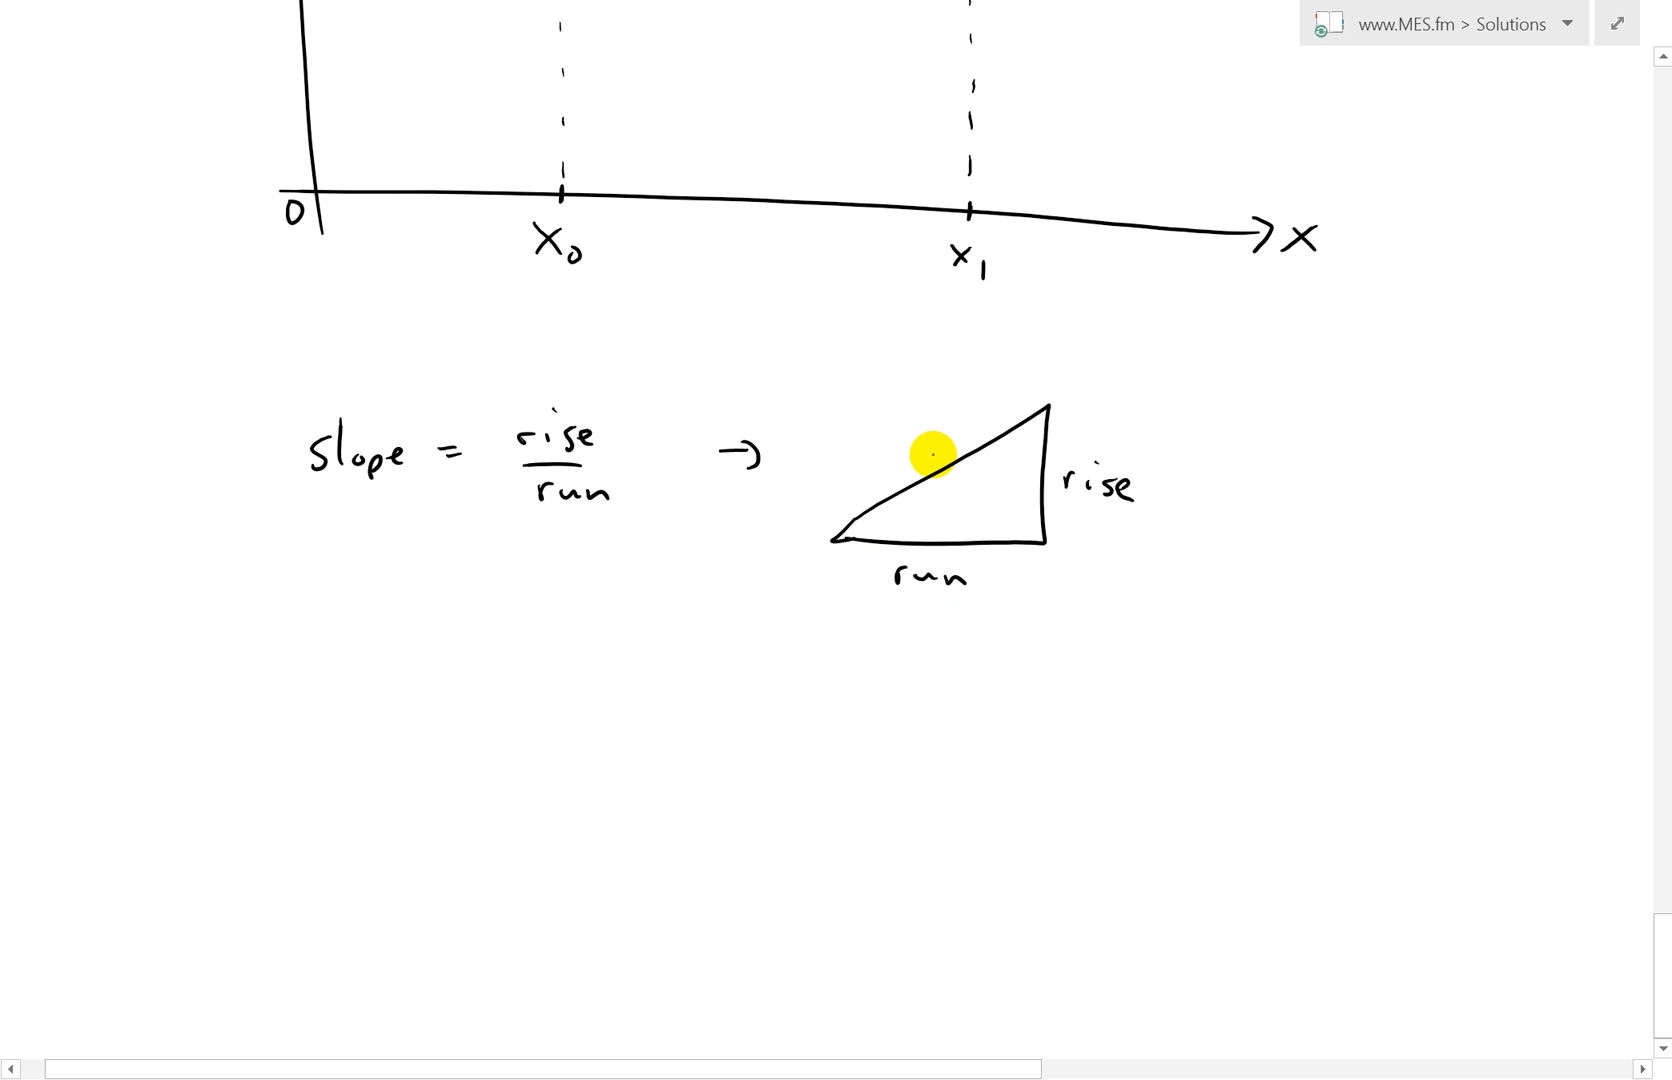 www.MES.fm > Solutions
0
X₀
x₁
X
slope = rise/run →
rise
run